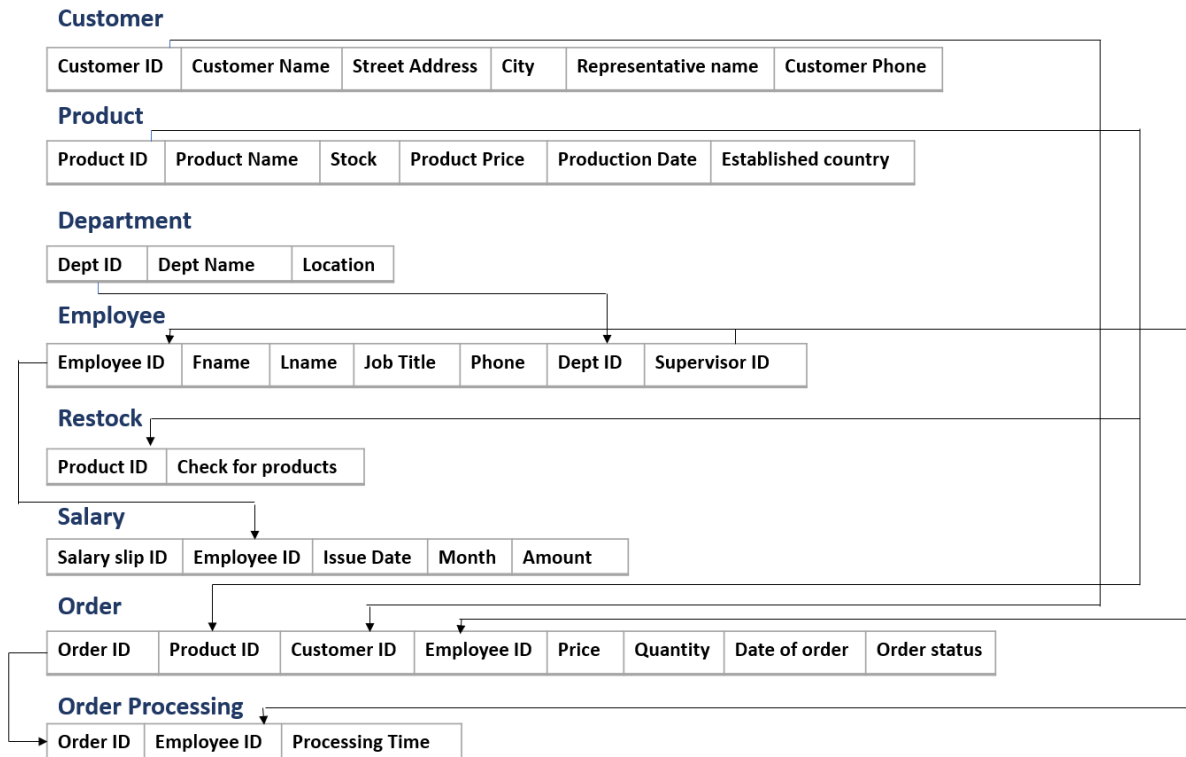 Customer
Customer ID Customer Name Street Address City Representative name Customer Phone
Product
Product ID Product Name Stock Product Price Production Date Established country
Department
Dept ID Dept Name Location
Employee
Employee ID Fname Lname Job Title Phone Dept ID Supervisor ID
Restock
Product ID Check for products
Salary
Salary slip ID Employee ID Issue Date Month Amount
Order
Order ID Product ID Customer ID Employee ID Price Quantity Date of order Order status
Order Processing
Order ID Employee ID Processing Time